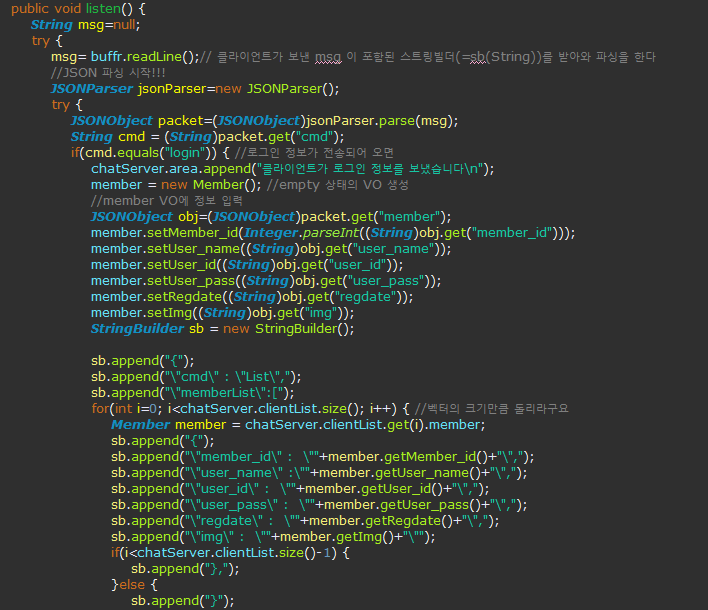 public void listen() {
String msg=null;
try {
msg= buffr.readLine();// 클라이언트가 보낸 msg 이 포함된 스트링빌더(=sb(String))를 받아와 파싱을 한다
//JSON 파싱 시작!!!
JSONParser jsonParser=new JSONParser();
try {
JSONObject packet=(JSONObject)jsonParser.parse(msg);
String cmd = (String)packet.get("cmd");
if(cmd.equals("login")) { //로그인 정보가 전송되어 오면
chatServer.area.append("클라이언트가 로그인 정보를 보냈습니다\n");
member = new Member(); //empty 상태의 VO 생성
//member VO에 정보 입력
JSONObject obj=(JSONObject)packet.get("member");
member.setMember_id(Integer.parseInt((String)obj.get("member_id")));
member.setUser_name((String)obj.get("user_name"));
member.setUser_id((String)obj.get("user_id"));
member.setUser_pass((String)obj.get("user_pass"));
member.setRegdate((String)obj.get("regdate"));
member.setImg((String)obj.get("img"));
StringBuilder sb = new StringBuilder();
sb.append("{");
sb.append("\"cmd\" : \"List\",");
sb.append("\"memberList\":[");
for(int i=0; i<chatServer.clientList.size(); i++) { //벡터의 크기만큼 돌리라구요
Member member = chatServer.clientList.get(i).member;
sb.append("{");
sb.append("\"member_id\" :  \""+member.getMember_id()+"\",");
sb.append("\"user_name\" :\""+member.getUser_name()+"\",");
sb.append("\"user_id\" :  \""+member.getUser_id()+"\",");
sb.append("\"user_pass\" :  \""+member.getUser_pass()+"\",");
sb.append("\"regdate\" :  \""+member.getRegdate()+"\",");
sb.append("\"img\" :  \""+member.getImg()+"\"");
if(i<chatServer.clientList.size()-1) {
sb.append("},");
}else {
sb.append("}");